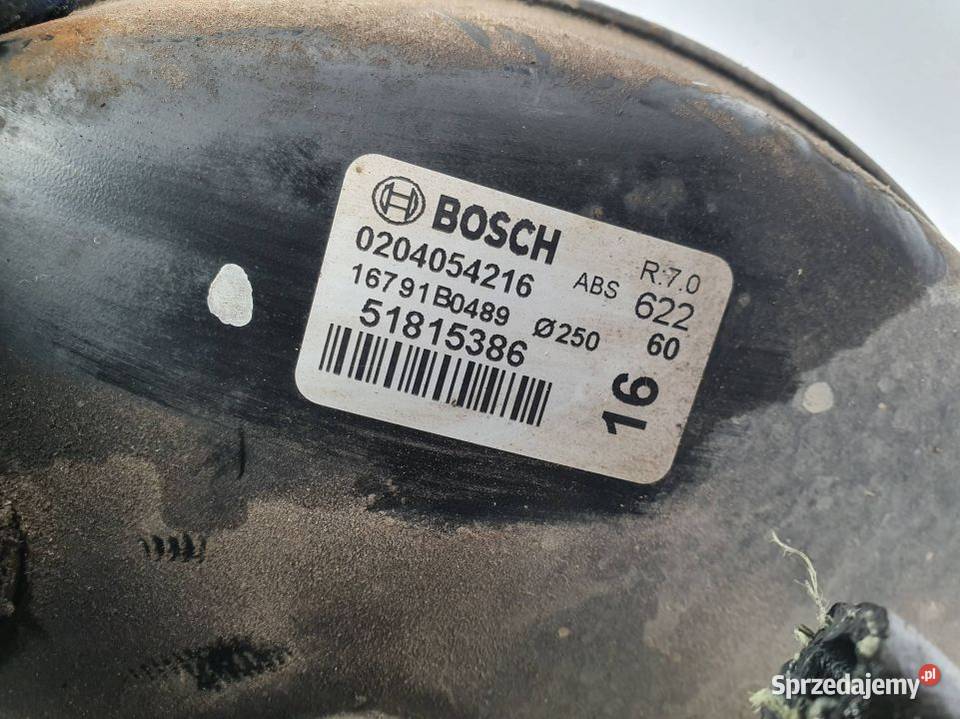 BOSCH
0204054216
16791B0489
51815386
ABS
Ø250
R.7.0
622
60
16
Sprzedajemy.pl